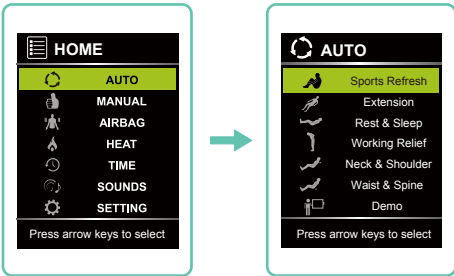 HOME
AUTO
MANUAL
AIRBAG
HEAT
TIME
SOUNDS
SETTING
Press arrow keys to select
AUTO
Sports Refresh
Extension
Rest & Sleep
Working Relief
Neck & Shoulder
Waist & Spine
Demo
Press arrow keys to select